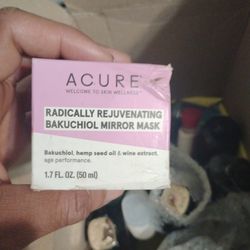 ACURE
WELCOME TO SKIN WELLNESS™
RADICALLY REJUVENATING
BAKUCHIOL MIRROR MASK
Bakuchiol, hemp seed oil & wine extract.
age performance.
1.7 FL. OZ. (50 ml)